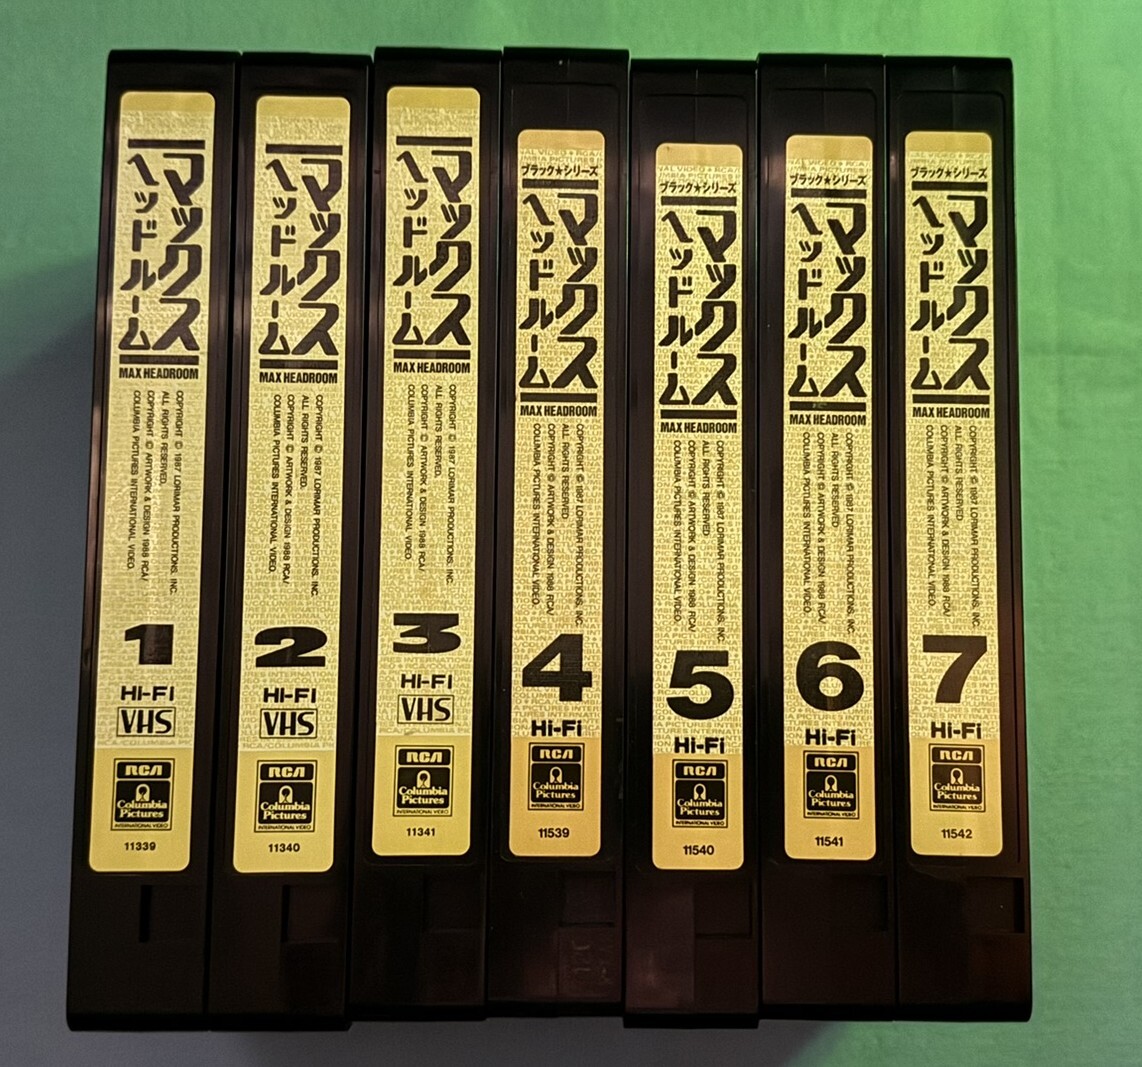 マックス
ヘッドルーム
MAX HEADROOM
COPYRIGHT © 1987 LORIMAR PRODUCTIONS, INC.
ALL RIGHTS RESERVED.
COPYRIGHT © ARTWORK & DESIGN 1988 RCA/
COLUMBIA PICTURES INTERNATIONAL VIDEO.
1
HI-FI
VHS
RCA
Columbia
Pictures
INTERNATIONAL VIDEO
11339
マックス
ヘッドルーム
MAX HEADROOM
COPYRIGHT © 1987 LORIMAR PRODUCTIONS, INC.
ALL RIGHTS RESERVED.
COPYRIGHT © ARTWORK & DESIGN 1988 RCA/
COLUMBIA PICTURES INTERNATIONAL VIDEO.
2
HI-FI
VHS
RCA
Columbia
Pictures
INTERNATIONAL VIDEO
11340
マックス
ヘッドルーム
MAX HEADROOM
COPYRIGHT © 1987 LORIMAR PRODUCTIONS, INC.
ALL RIGHTS RESERVED.
COPYRIGHT © ARTWORK & DESIGN 1988 RCA/
COLUMBIA PICTURES INTERNATIONAL VIDEO.
3
HI-FI
VHS
RCA
Columbia
Pictures
INTERNATIONAL VIDEO
11341
ブラック★シリーズ
マックス
ヘッドルーム
MAX HEADROOM
COPYRIGHT © 1987 LORIMAR PRODUCTIONS, INC.
ALL RIGHTS RESERVED
COPYRIGHT © ARTWORK & DESIGN 1988 RCA/
COLUMBIA PICTURES INTERNATIONAL VIDEO.
4
Hi-Fi
RCA
Columbia
Pictures
INTERNATIONAL VIDEO
11539
ブラック★シリーズ
マックス
ヘッドルーム
MAX HEADROOM
COPYRIGHT © 1987 LORIMAR PRODUCTIONS, INC.
ALL RIGHTS RESERVED
COPYRIGHT © ARTWORK & DESIGN 1988 RCA/
COLUMBIA PICTURES INTERNATIONAL VIDEO.
5
Hi-Fi
RCA
Columbia
Pictures
INTERNATIONAL VIDEO
11540
ブラック★シリーズ
マックス
ヘッドルーム
MAX HEADROOM
COPYRIGHT © 1987 LORIMAR PRODUCTIONS, INC.
ALL RIGHTS RESERVED
COPYRIGHT © ARTWORK & DESIGN 1988 RCA/
COLUMBIA PICTURES INTERNATIONAL VIDEO.
6
Hi-Fi
RCA
Columbia
Pictures
INTERNATIONAL VIDEO
11541
ブラック★シリーズ
マックス
ヘッドルーム
MAX HEADROOM
COPYRIGHT © 1987 LORIMAR PRODUCTIONS, INC.
ALL RIGHTS RESERVED
COPYRIGHT © ARTWORK & DESIGN 1988 RCA/
COLUMBIA PICTURES INTERNATIONAL VIDEO.
7
Hi-Fi
RCA
Columbia
Pictures
INTERNATIONAL VIDEO
11542